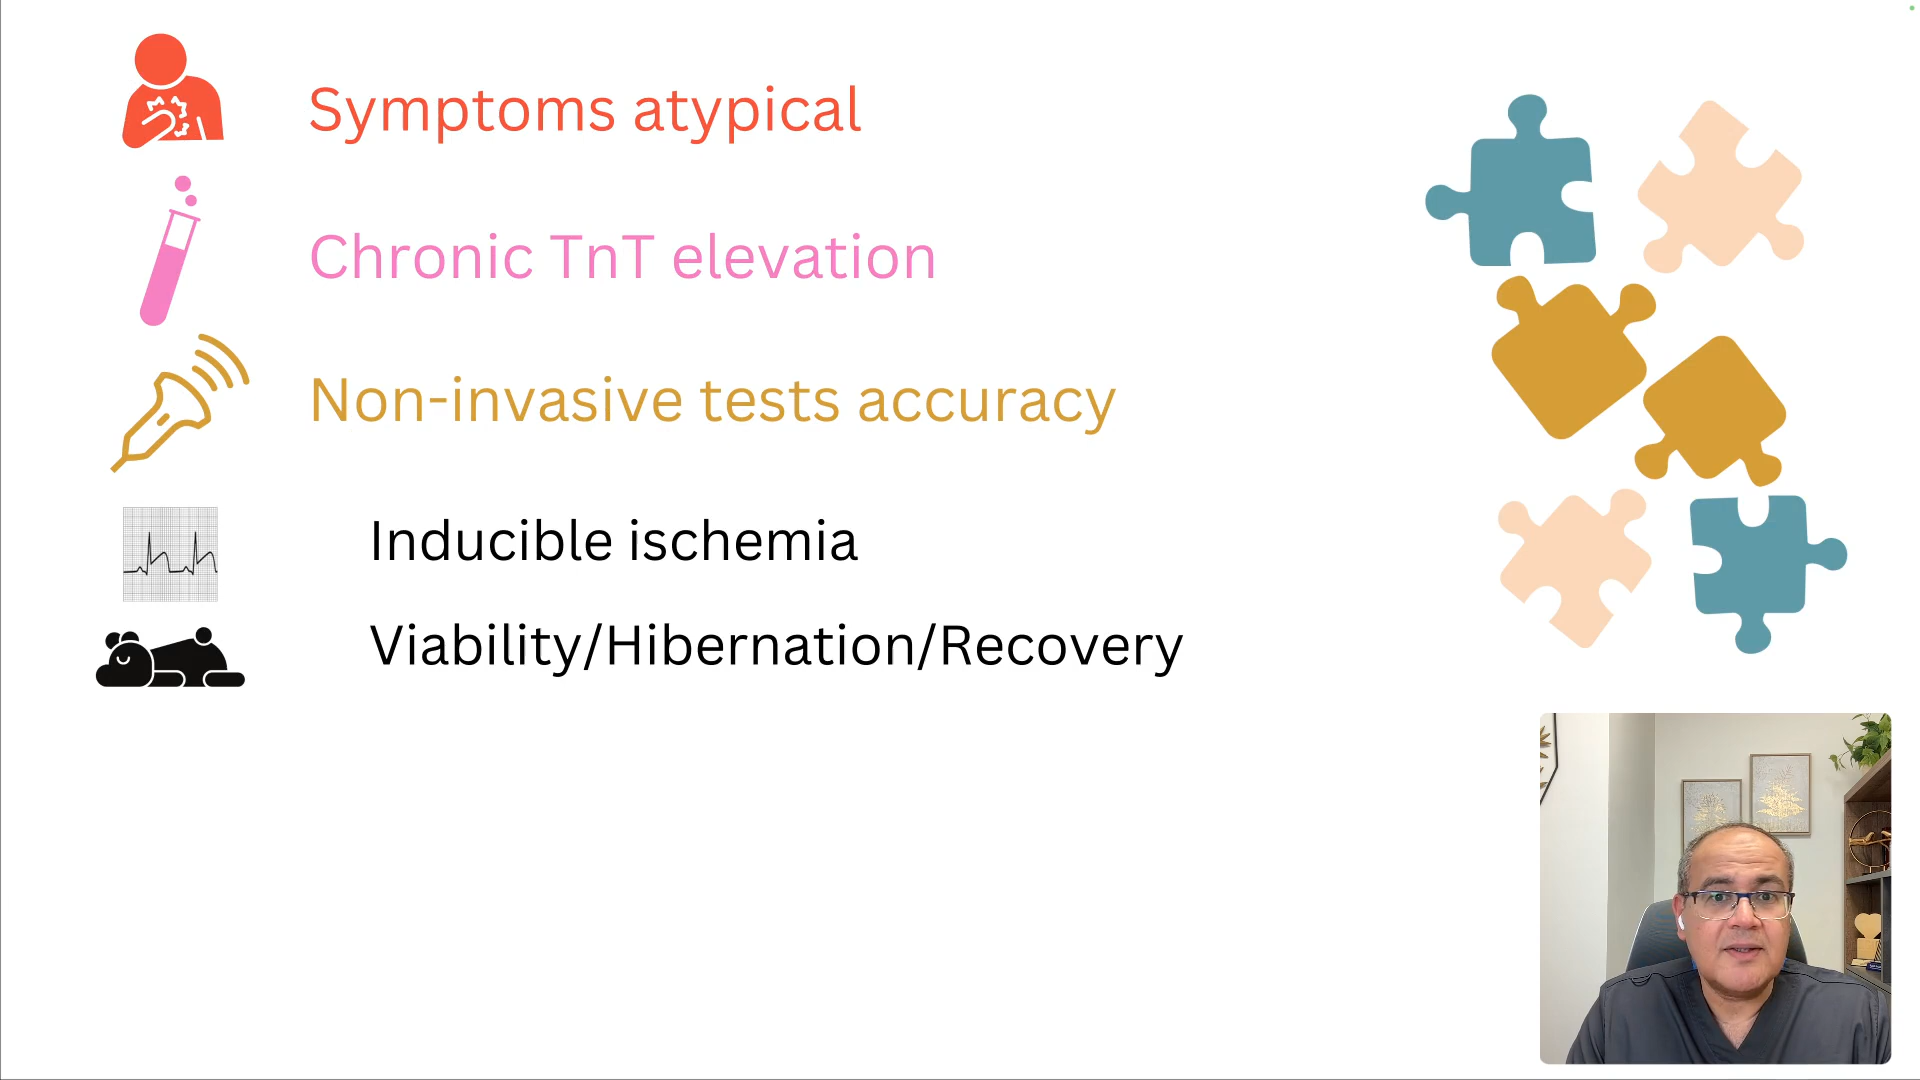 Symptoms atypical
Chronic TnT elevation
Non-invasive tests accuracy
Inducible ischemia
Viability/Hibernation/Recovery